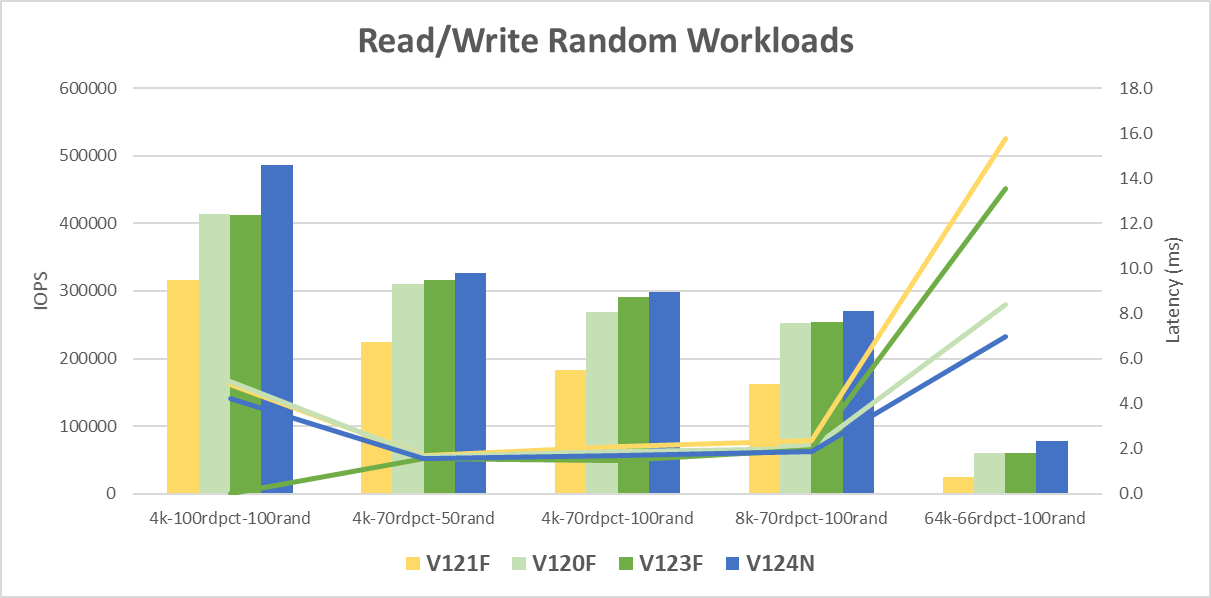 Read/Write Random Workloads
600000
500000
400000
300000
200000
100000
0
IOPS
18.0
16.0
14.0
12.0
10.0
8.0
6.0
4.0
2.0
0.0
Latency (ms)
4k-100rdpct-100rand
4k-70rdpct-50rand
4k-70rdpct-100rand
8k-70rdpct-100rand
64k-66rdpct-100rand
V121F
V120F
V123F
V124N